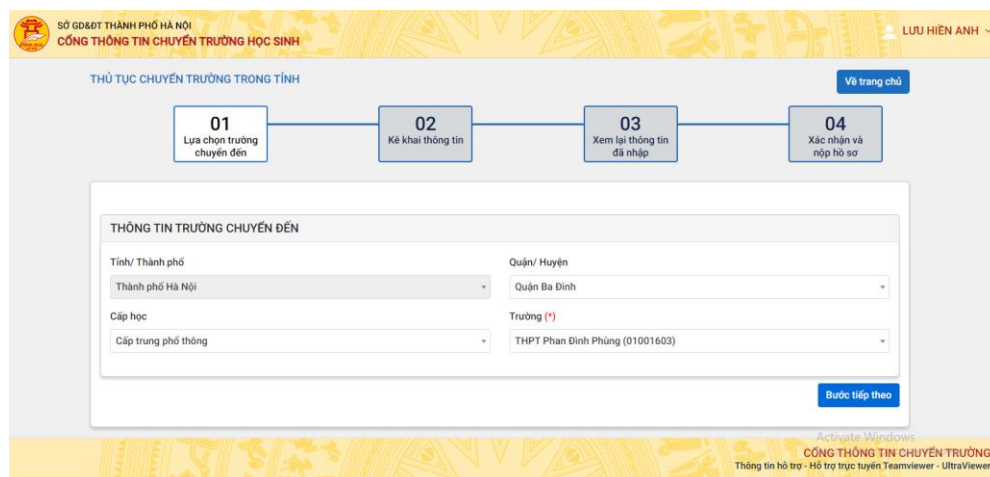 SỞ GD&ĐT THÀNH PHỐ HÀ NỘI
CỔNG THÔNG TIN CHUYỂN TRƯỜNG HỌC SINH
LƯU HIỀN ANH
THỦ TỤC CHUYỂN TRƯỜNG TRONG TỈNH
Về trang chủ
01
Lựa chọn trường
chuyển đến
02
Kê khai thông tin
03
Xem lại thông tin
đã nhập
04
Xác nhận và
nộp hồ sơ
THÔNG TIN TRƯỜNG CHUYỂN ĐẾN
Tỉnh/ Thành phố
Quận/ Huyện
Thành phố Hà Nội
Quận Ba Đình
Cấp học
Trường (*)
Cấp trung phổ thông
THPT Phan Đình Phùng (01001603)
Bước tiếp theo
Activate Windows
CỔNG THÔNG TIN CHUYỂN TRƯỜNG
Thông tin hỗ trợ - Hỗ trợ trực tuyến Teamviewer - UltraViewer